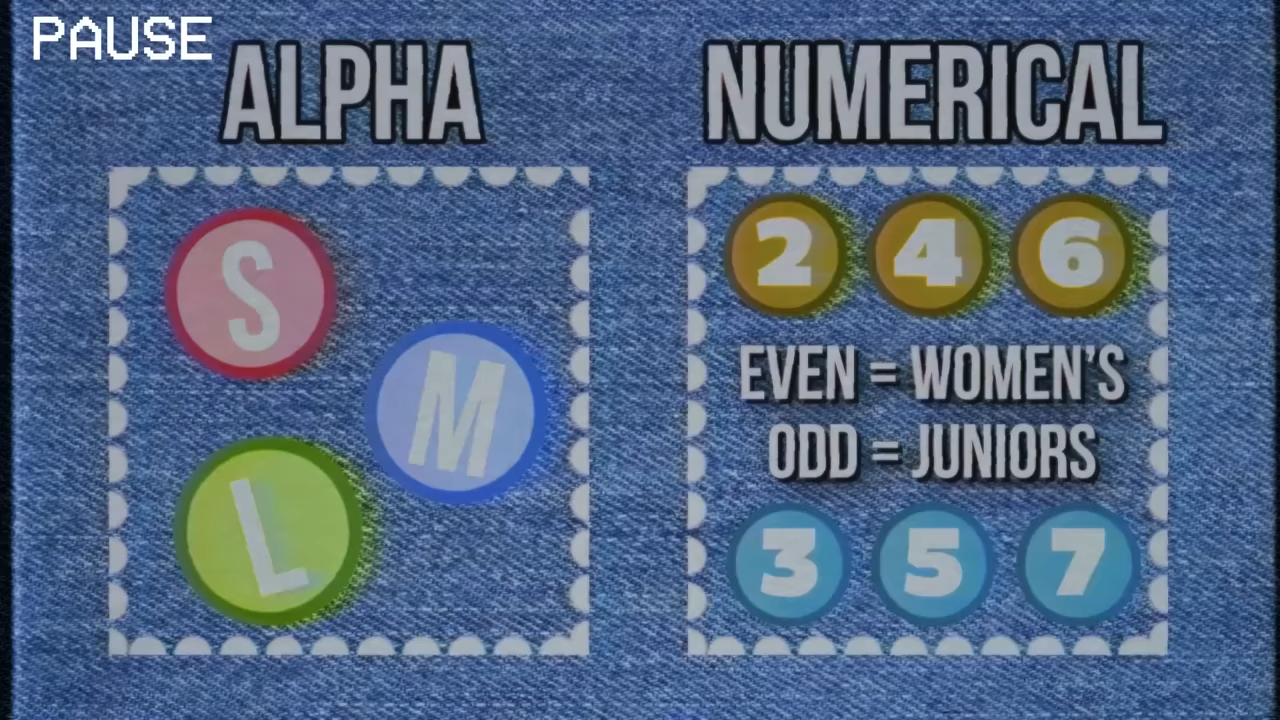 PAUSE
ALPHA
S
M
L
NUMERICAL
2 4 6
EVEN = WOMEN'S
ODD = JUNIORS
3 5 7